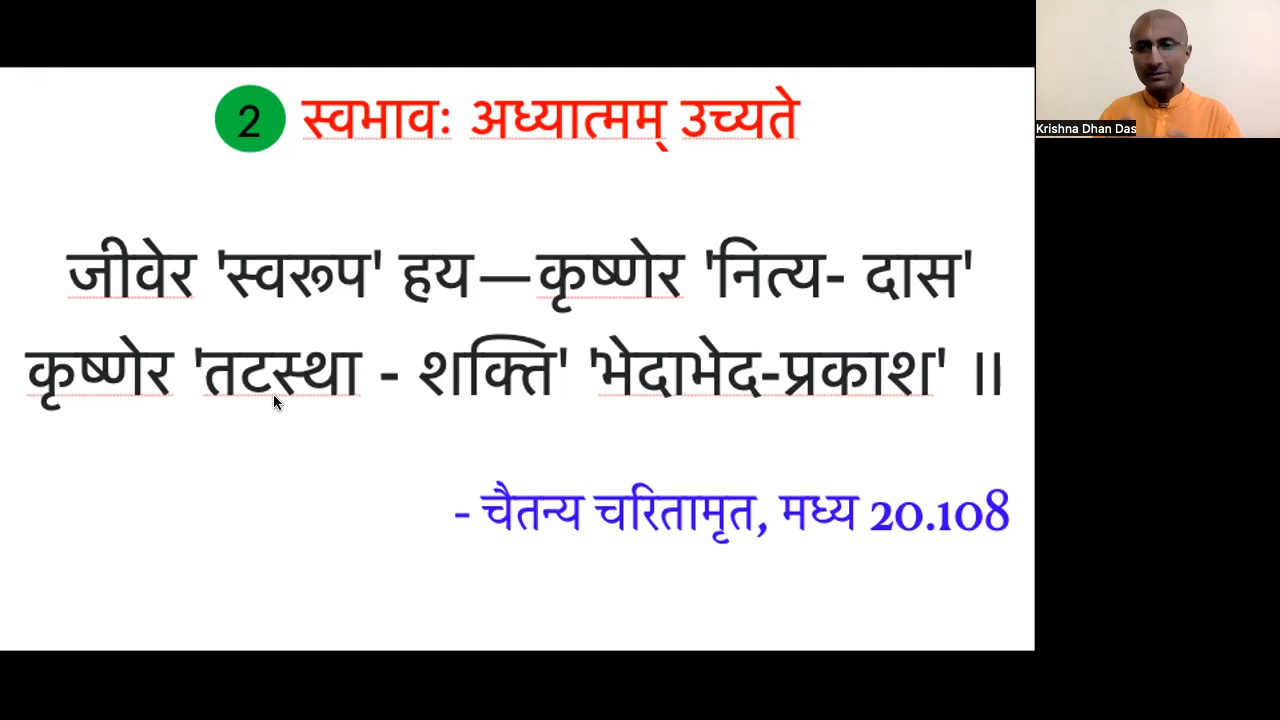 2 स्वभावः अध्यात्मम् उच्यते
जीवेर 'स्वरूप' हय—कृष्णेर 'नित्य- दास'
कृष्णेर 'तटस्था - शक्ति' 'भेदाभेद-प्रकाश' ॥
- चैतन्य चरितामृत, मध्य 20.108
Krishna Dhan Das